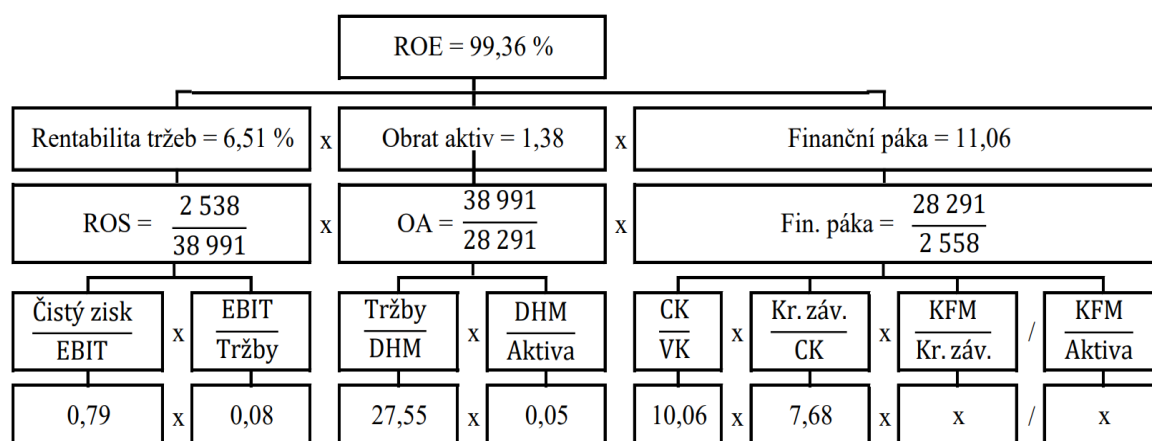 ROE = 99,36 %
Rentabilita tržeb = 6,51 % x Obrat aktiv = 1,38 x Finanční páka = 11,06
ROS = 2 538 / 38 991 x OA = 38 991 / 28 291 x Fin. páka = 28 291 / 2 558
Čistý zisk / EBIT x EBIT / Tržby Tržby / DHM x DHM / Aktiva CK / VK x Kr. záv. / CK x KFM / Kr. záv. / KFM / Aktiva
0,79 x 0,08 27,55 x 0,05 10,06 x 7,68 x x / x